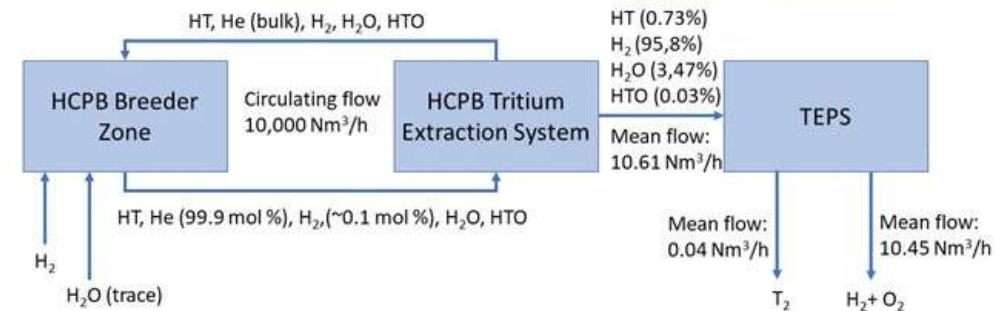 HT, He (bulk), H₂, H₂O, HTO
HT (0.73%)
H₂ (95,8%)
H₂O (3,47%)
HTO (0.03%)
HCPB Breeder
Zone
Circulating flow
10,000 Nm³/h
HCPB Tritium
Extraction System
TEPS
Mean flow:
10.61 Nm³/h
HT, He (99.9 mol %), H₂,(~0.1 mol %), H₂O, HTO
Mean flow:
0.04 Nm³/h
Mean flow:
10.45 Nm³/h
H₂
H₂O (trace)
T₂
H₂+ O₂